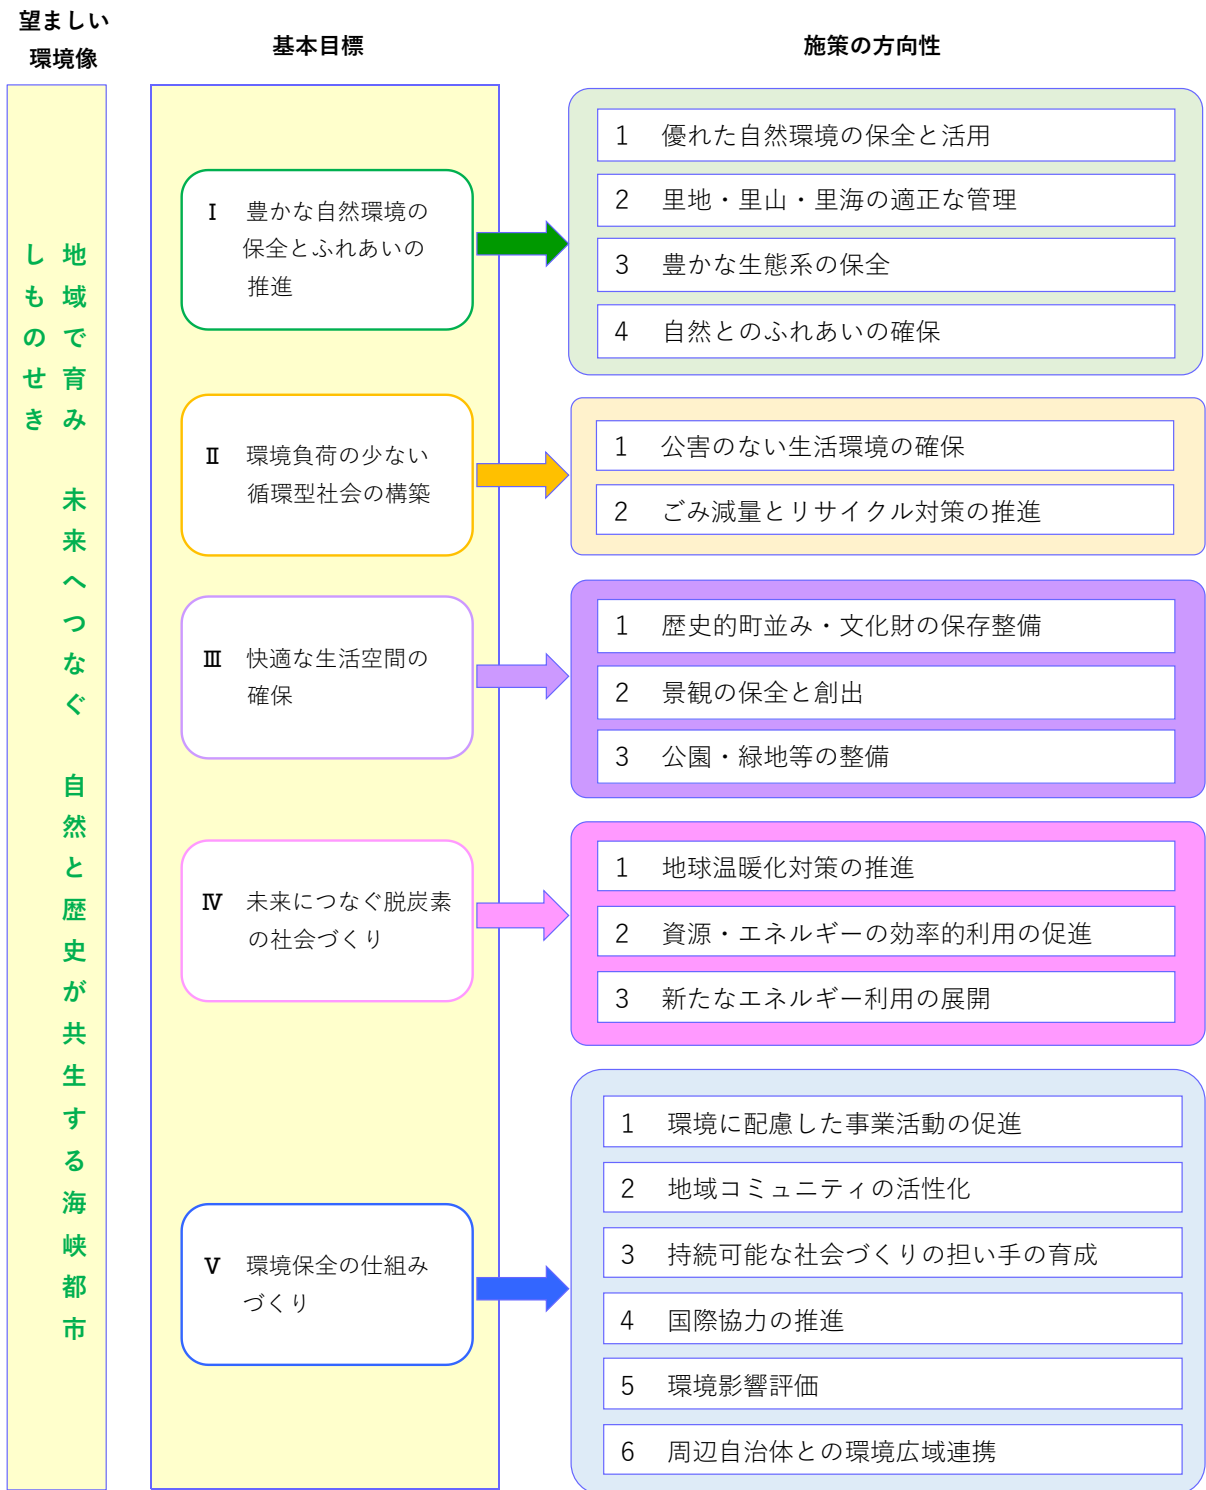 望ましい
環境像
基本目標
施策の方向性
地域で育み 未来へつなぐ 自然と歴史が共生する海峡都市
しものせき
Ⅰ 豊かな自然環境の
保全とふれあいの
推進
1 優れた自然環境の保全と活用
2 里地・里山・里海の適正な管理
3 豊かな生態系の保全
4 自然とのふれあいの確保
Ⅱ 環境負荷の少ない
循環型社会の構築
1 公害のない生活環境の確保
2 ごみ減量とリサイクル対策の推進
Ⅲ 快適な生活空間の
確保
1 歴史的町並み・文化財の保存整備
2 景観の保全と創出
3 公園・緑地等の整備
Ⅳ 未来につなぐ脱炭素
の社会づくり
1 地球温暖化対策の推進
2 資源・エネルギーの効率的利用の促進
3 新たなエネルギー利用の展開
Ⅴ 環境保全の仕組み
づくり
1 環境に配慮した事業活動の促進
2 地域コミュニティの活性化
3 持続可能な社会づくりの担い手の育成
4 国際協力の推進
5 環境影響評価
6 周辺自治体との環境広域連携